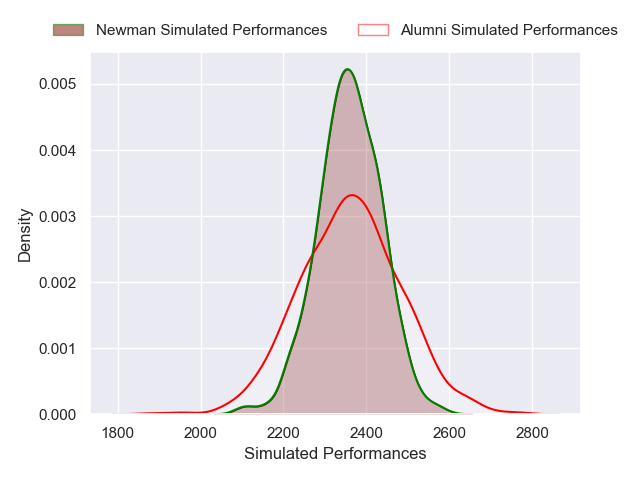 Newman Simulated Performances Alumni Simulated Performances
0.005
0.004
0.003
0.002
0.001
0.000
Density
1800 2000 2200 2400 2600 2800
Simulated Performances